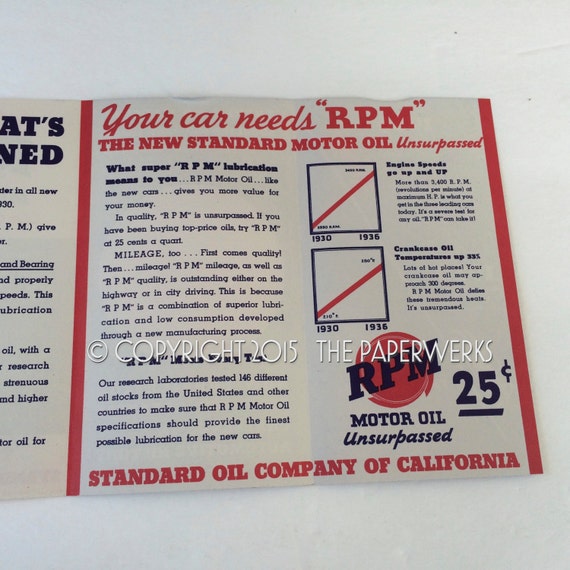 AT'S
NED
der in all new
930.
P. M.) give
rder.
and Bearing
nd properly
peeds. This
ubrication
oil, with a
r research
strenuous
nd higher
tor oil for
Your car needs "RPM"
THE NEW STANDARD MOTOR OIL Unsurpassed
What super "R P M" lubrication
means to you...R P M Motor Oil...like
the new cars...gives you more value for
your money.
In quality, "R P M" is unsurpassed. If you
have been buying top-price oils, try "R P M"
at 25 cents a quart.
MILEAGE, too... First comes quality!
Then...mileage! "R P M" mileage, as well as
"R P M" quality, is outstanding either on the
highway or in city driving. This is because
"R P M" is a combination of superior lubri-
cation and low consumption developed
through a new manufacturing process.
"R P M"
Our research laboratories tested 146 different
oil stocks from the United States and other
countries to make sure that R P M Motor Oil
specifications should provide the finest
possible lubrication for the new cars.
3400 R.P.M.
1930 1936
Engine Speeds
go up and UP
More than 3,400 R. P. M.
(revolutions per minute) at
maximum H. P. is what you
get in the three leading cars
today. It's a severe test for
any oil. "R P M" can take it!
280°F.
210°F.
1930 1936
Crankcase Oil
Temperatures up 33%
Lots of hot places! Your
crankcase oil may ap-
proach 300 degrees.
R P M Motor Oil defies
these tremendous heats.
It's unsurpassed.
RPM
MOTOR OIL
Unsurpassed
25¢
STANDARD OIL COMPANY OF CALIFORNIA
© COPYRIGHT 2015 THE PAPERWERKS